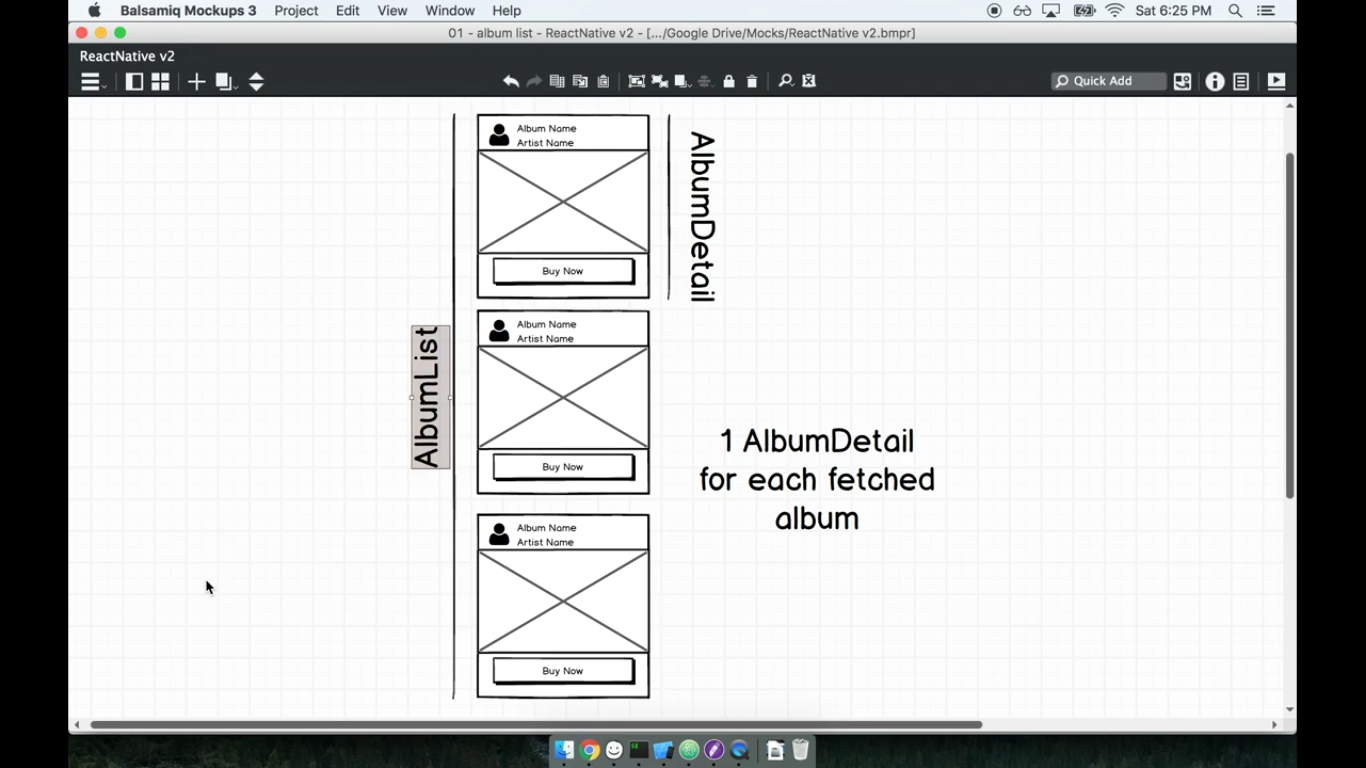 Balsamiq Mockups 3 Project Edit View Window Help Sat 6:25 PM
01 - album list - ReactNative v2 - [.../Google Drive/Mocks/ReactNative v2.bmpr]
ReactNative v2
Quick Add
Album Name
Artist Name
Buy Now
AlbumDetail
AlbumList
Album Name
Artist Name
Buy Now
1 AlbumDetail
for each fetched
album
Album Name
Artist Name
Buy Now